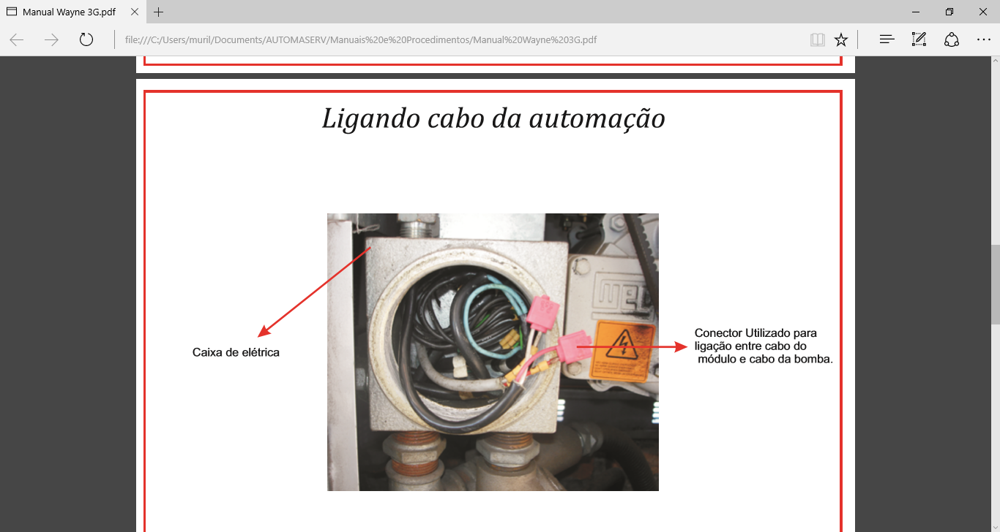 Manual Wayne 3G.pdf
file:///C:/Users/muril/Documents/AUTOMASERV/Manuais%20e%20Procedimentos/Manual%20Wayne%203G.pdf
Ligando cabo da automação
WEG
Caixa de elétrica
Conector Utilizado para
ligação entre cabo do
módulo e cabo da bomba.